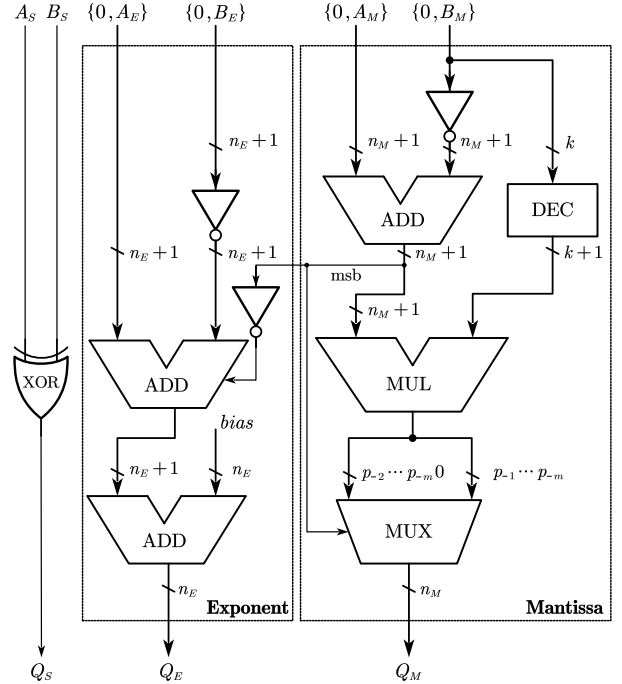 A_S B_S {0, A_E} {0, B_E} {0, A_M} {0, B_M}
n_E + 1 n_M + 1 n_M + 1 k
ADD DEC
n_E + 1 n_E + 1 n_M + 1 k + 1
msb
n_M + 1
XOR ADD MUL
bias
n_E + 1 n_E p_{-2} ··· p_{-m} 0 p_{-1} ··· p_{-m}
ADD MUX
n_E n_M
Exponent Mantissa
Q_S Q_E Q_M